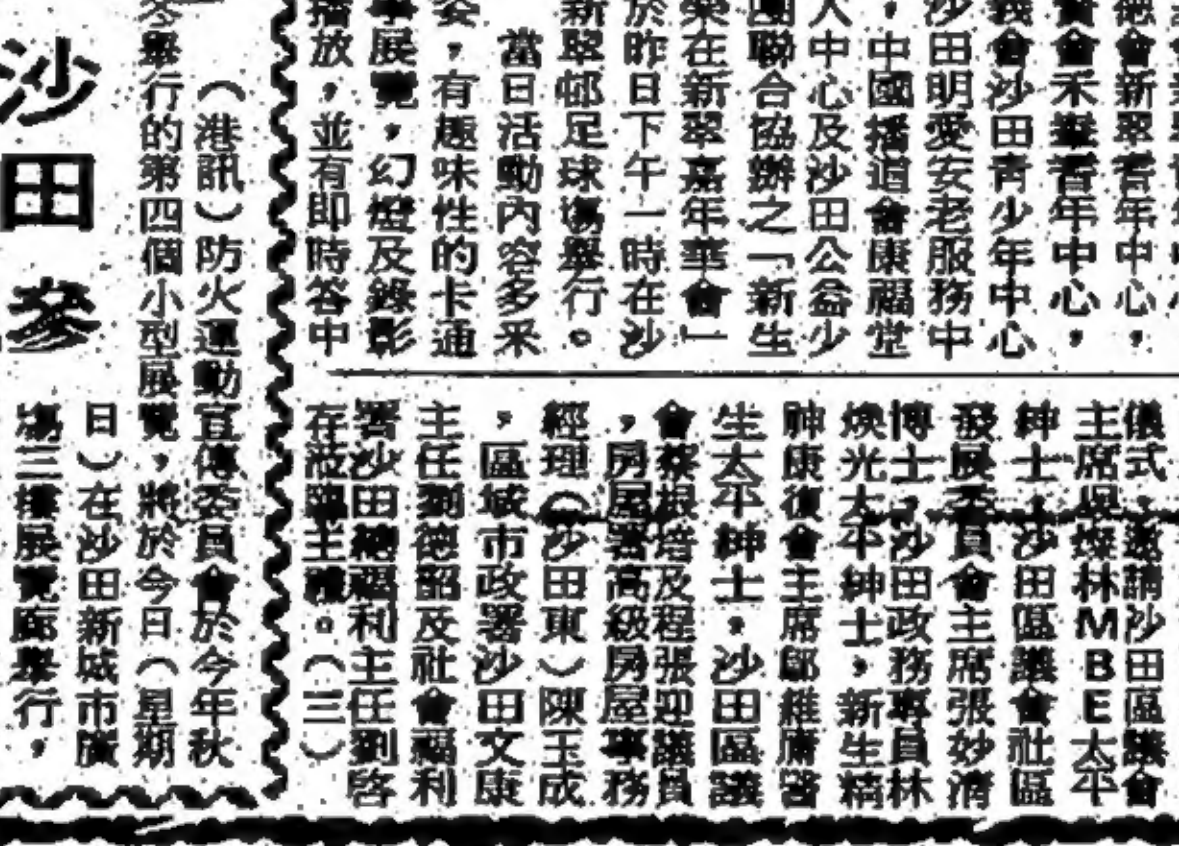 德會新翠青年中心，
會禾輋青年中心，
義會沙田青少年中心
沙田明愛安老服務中
，中國播道會康福堂
人中心及沙田公益少
團聯合協辦之「新生
榮在新翠嘉年華會」
於昨日下午一時在沙
新翠邨足球場舉行。
當日活動內容多采
姿，有趣味性的卡通
展覽，幻燈及錄影
播放，並有即時答中
儀式，邀請沙田區議會
主席吳燦林MBE太平
紳士，沙田區議會社區
發展委員會主席張妙清
博士，沙田政務專員林
煥光太平紳士，新生精
神康復會主席鄔維庸醫
生太平紳士，沙田區議
會蔡根培及程張迎議員
，房屋署高級房屋事務
經理（沙田東）陳玉成
，區城市政署沙田文康
主任劉德韶及社會福利
署沙田總福利主任劉啓
存蒞臨主禮。（三）
沙田參
（港訊）防火運動宣傳委員會於今年秋
冬舉行的第四個小型展覽，將於今日（星期
日）在沙田新城市廣
場三樓展覽廊舉行，